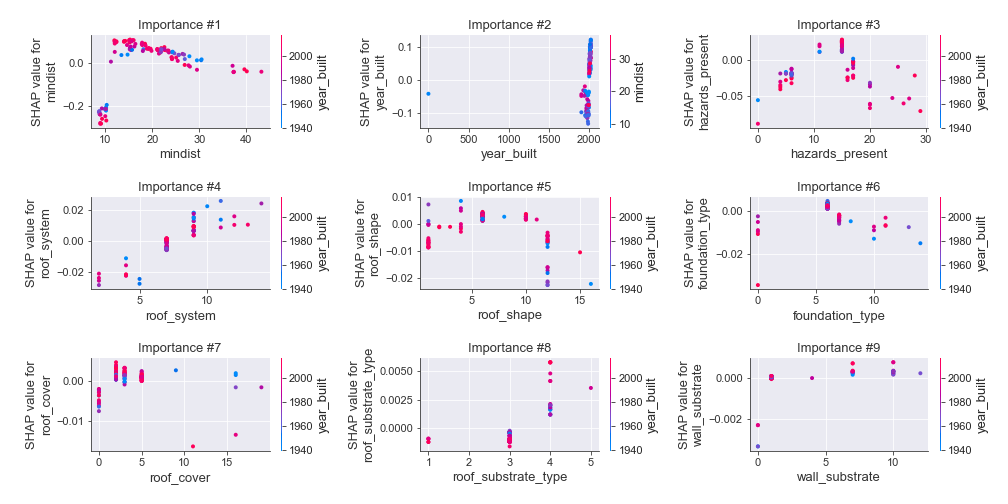 Importance #1
SHAP value for
mindist
0.0
−0.2
10
20
30
40
mindist
2000
1980
1960
1940
year_built
Importance #2
SHAP value for
year_built
0.1
0.0
−0.1
0
500
1000
1500
2000
year_built
30
20
10
mindist
Importance #3
SHAP value for
hazards_present
0.00
−0.05
0
10
20
30
hazards_present
2000
1980
1960
1940
year_built
Importance #4
SHAP value for
roof_system
0.02
0.00
−0.02
5
10
roof_system
2000
1980
1960
1940
year_built
Importance #5
SHAP value for
roof_shape
0.01
0.00
−0.01
−0.02
5
10
15
roof_shape
2000
1980
1960
1940
year_built
Importance #6
SHAP value for
foundation_type
0.00
−0.02
0
5
10
foundation_type
2000
1980
1960
1940
year_built
Importance #7
SHAP value for
roof_cover
0.00
−0.01
0
5
10
15
roof_cover
2000
1980
1960
1940
year_built
Importance #8
SHAP value for
roof_substrate_type
0.0050
0.0025
0.0000
1
2
3
4
5
roof_substrate_type
2000
1980
1960
1940
year_built
Importance #9
SHAP value for
wall_substrate
0.000
−0.002
0
5
10
wall_substrate
2000
1980
1960
1940
year_built